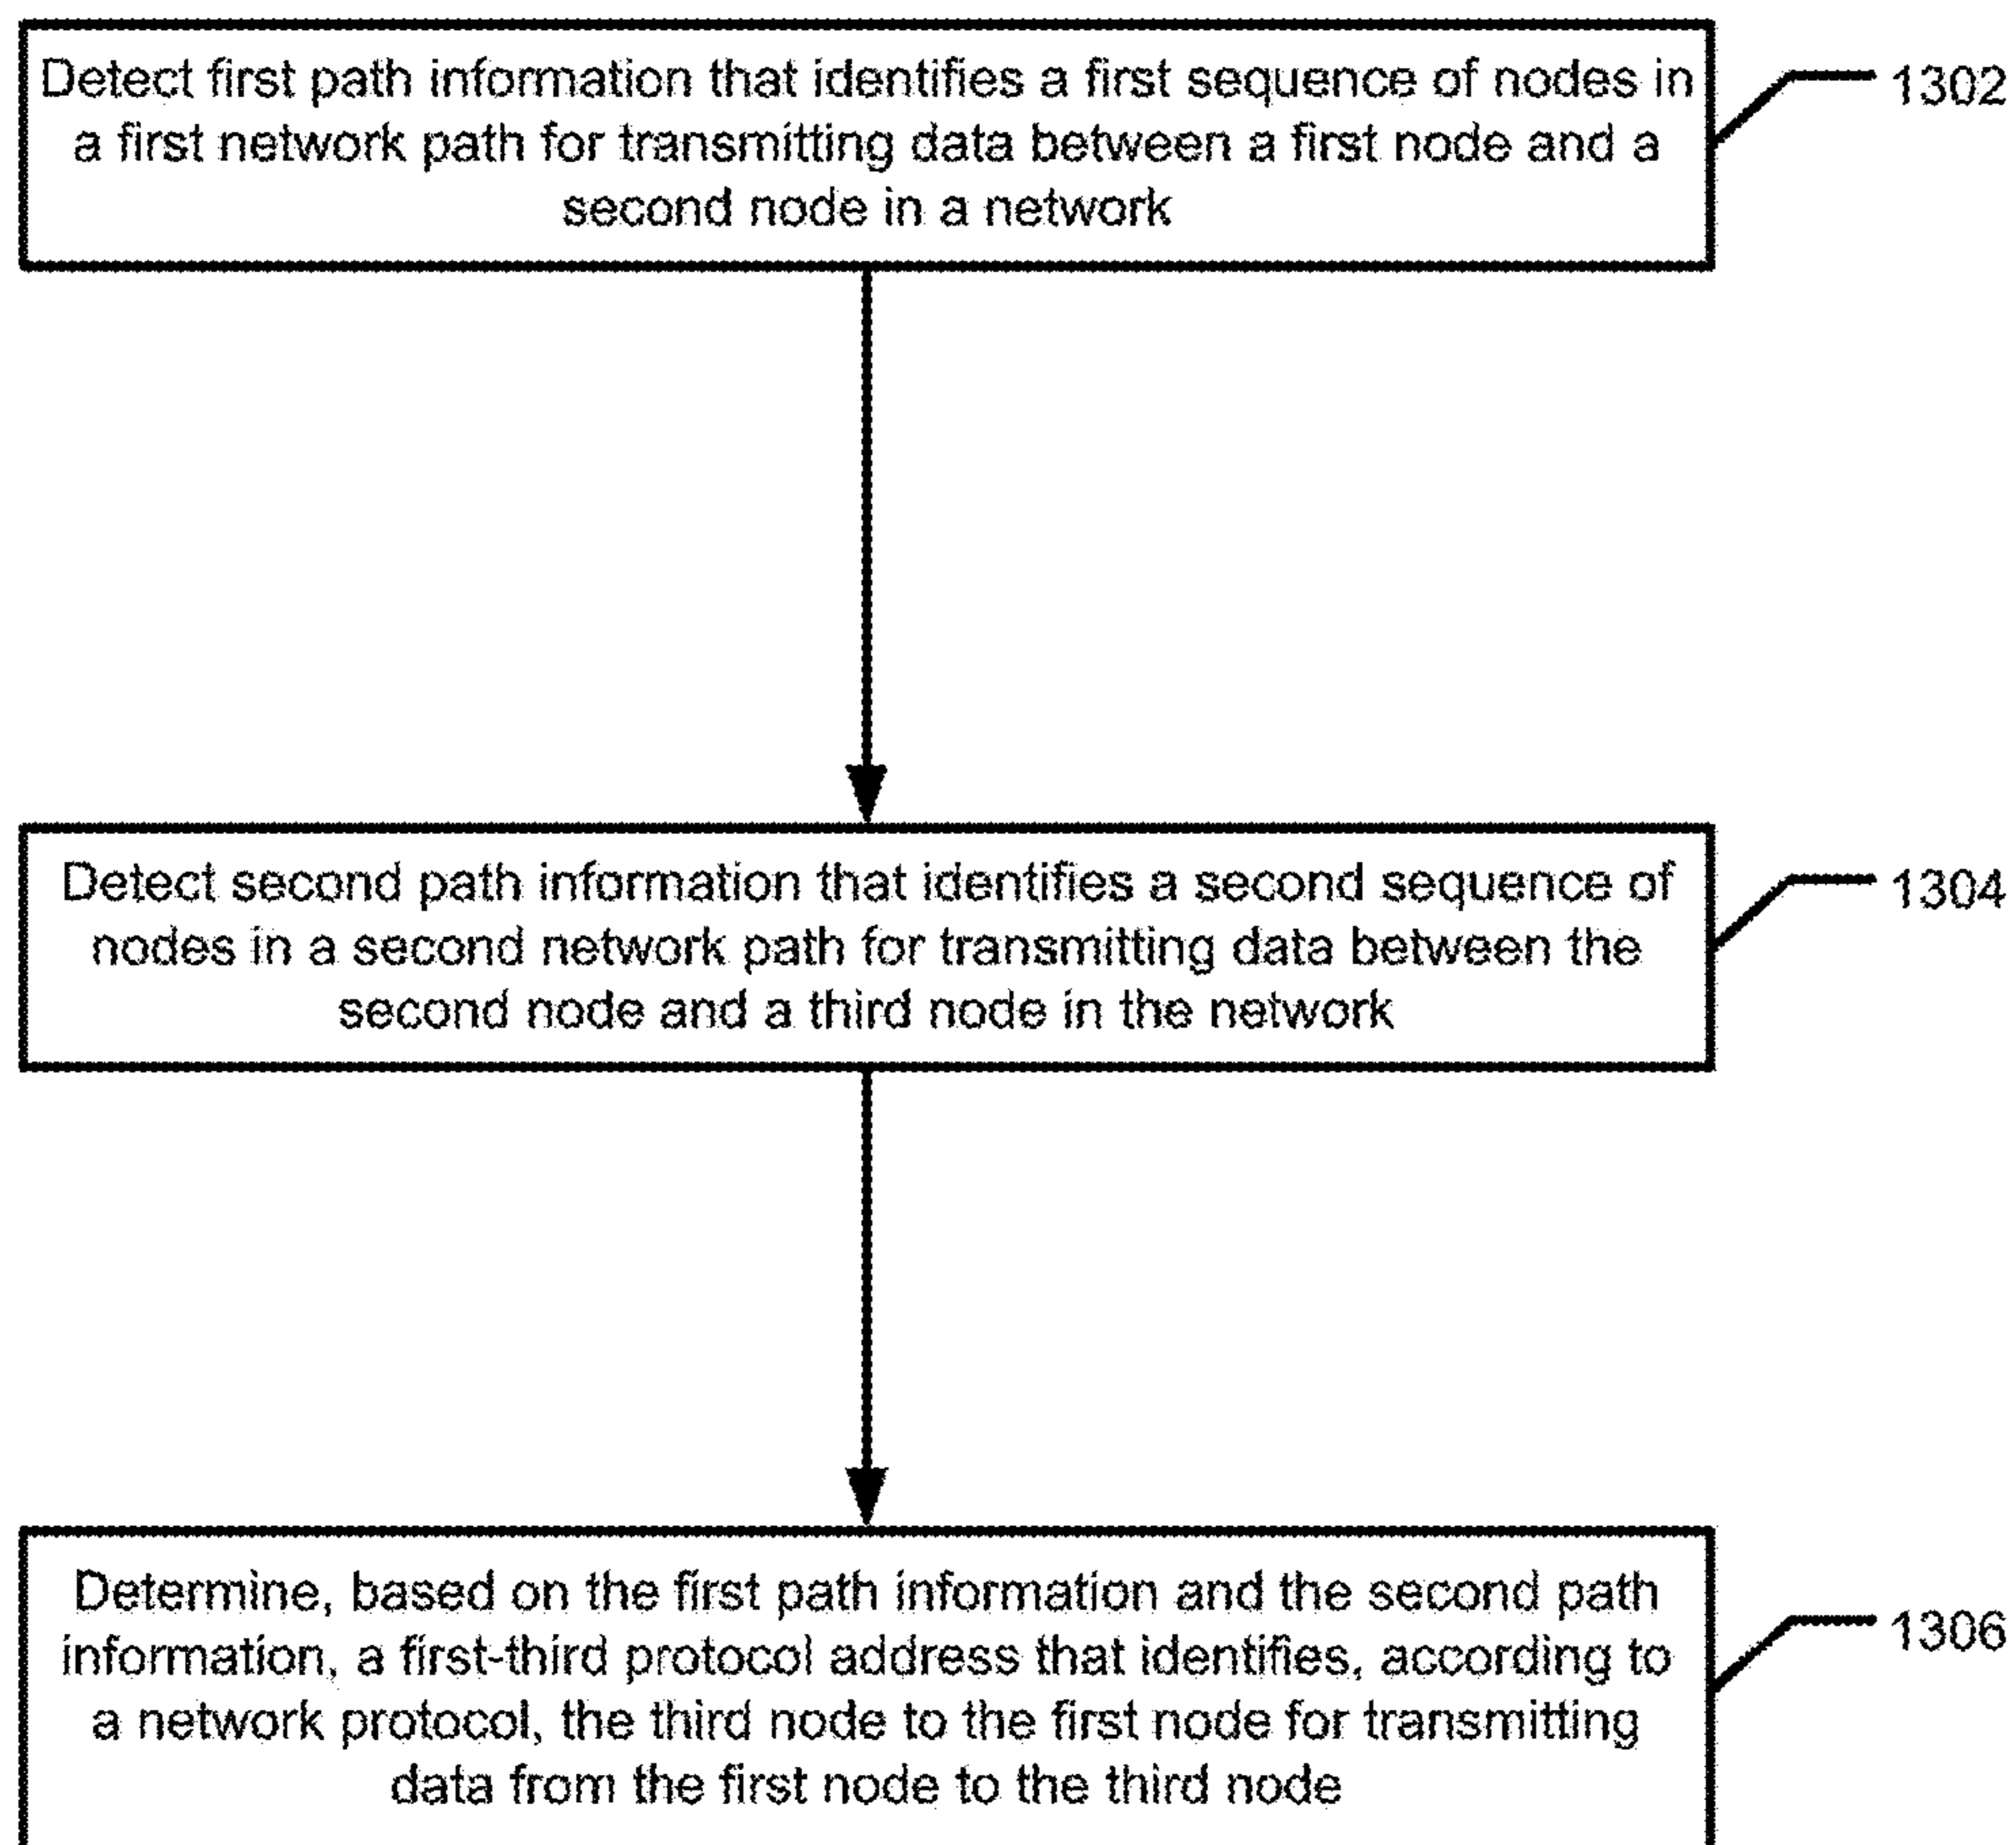 Detect first path information that identifies a first sequence of nodes in
a first network path for transmitting data between a first node and a
second node in a network
1302
Detect second path information that identifies a second sequence of
nodes in a second network path for transmitting data between the
second node and a third node in the network
1304
Determine, based on the first path information and the second path
information, a first-third protocol address that identifies, according to
a network protocol, the third node to the first node for transmitting
data from the first node to the third node
1306